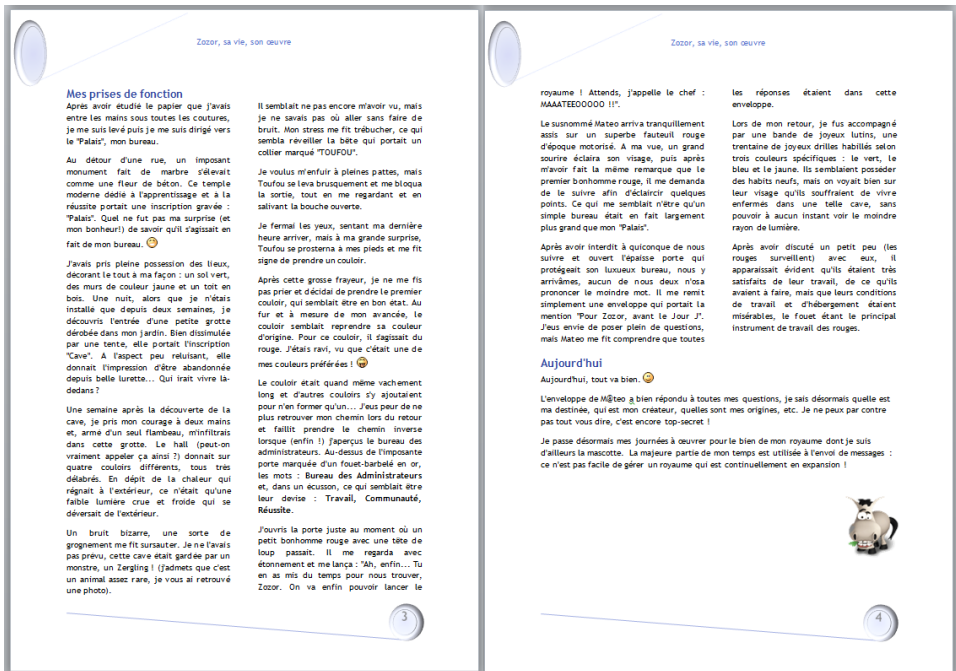 Zozor, sa vie, son œuvre
Mes prises de fonction
Après avoir étudié le papier que j'avais
entre les mains sous toutes les coutures,
je me suis levé puis je me suis dirigé vers
le "Palais", mon bureau.
Au détour d'une rue, un imposant
monument fait de marbre s'élevait
comme une fleur de béton. Ce temple
moderne dédié à l'apprentissage et à la
réussite portait une inscription gravée :
"Palais". Quel ne fut pas ma surprise (et
mon bonheur!) de savoir qu'il s'agissait en
fait de mon bureau.
J'avais pris pleine possession des lieux,
décorant le tout à ma façon : un sol vert,
des murs de couleur jaune et un toit en
bois. Une nuit, alors que je n'étais
installé que depuis deux semaines, je
découvris l'entrée d'une petite grotte
dérobée dans mon jardin. Bien dissimulée
par une tente, elle portait l'inscription
"Cave". A l'aspect peu reluisant, elle
donnait l'impression d'être abandonnée
depuis belle lurette... Qui irait vivre la-
dedans ?
Une semaine après la découverte de la
cave, je pris mon courage à deux mains
et, armé d'un seul flambeau, m'infiltrais
dans cette grotte. Le hall (peut-on
vraiment appeler ça ainsi ?) donnait sur
quatre couloirs différents, tous très
délabrés. En dépit de la chaleur qui
régnait à l'extérieur, ce n'était qu'une
faible lumière crue et froide qui se
déversait de l'extérieur.
Un bruit bizarre, une sorte de
grognement me fit sursauter. Je ne l'avais
pas prévu, cette cave était gardée par un
monstre, un Zergling ! (j'admets que c'est
un animal assez rare, je vous ai retrouvé
une photo).
Il semblait ne pas encore m'avoir vu, mais
je ne savais pas où aller sans faire de
bruit. Mon stress me fit trébucher, ce qui
sembla réveiller la bête qui portait un
collier marqué "TOUFOU".
Je voulus m'enfuir à pleines pattes, mais
Toufou se leva brusquement et me bloqua
la sortie, tout en me regardant et en
salivant la bouche ouverte.
Je fermai les yeux, sentant ma dernière
heure arriver, mais à ma grande surprise,
Toufou se prosterna à mes pieds et me fit
signe de prendre un couloir.
Après cette grosse frayeur, je ne me fis
pas prier et décidai de prendre le premier
couloir, qui semblait être en bon état. Au
fur et à mesure de mon avancée, le
couloir semblait reprendre sa couleur
d'origine. Pour ce couloir, il s'agissait du
rouge. J'étais ravi, vu que c'était une de
mes couleurs préférées !
Le couloir était quand même vachement
long et d'autres couloirs s'y ajoutaient
pour n'en former qu'un... J'eus peur de ne
plus retrouver mon chemin lors du retour
et faillit prendre le chemin inverse
lorsque (enfin !) j'aperçus le bureau des
administrateurs. Au-dessus de l'imposante
porte marquée d'un fouet-barbelé en or,
les mots : Bureau des Administrateurs
et, dans un écusson, ce qui semblait être
leur devise : Travail, Communauté,
Réussite.
J'ouvris la porte juste au moment où un
petit bonhomme rouge avec une tête de
loup passait. Il me regarda avec
étonnement et me lança : "Ah, enfin... Tu
en as mis du temps pour nous trouver,
Zozor. On va enfin pouvoir lancer le
3
Zozor, sa vie, son œuvre
royaume ! Attends, j'appelle le chef :
MAAATEEOOOOO !!".
Le susnommé Mateo arriva tranquillement
assis sur un superbe fauteuil rouge
d'époque motorisé. A ma vue, un grand
sourire éclaira son visage, puis après
m'avoir fait la même remarque que le
premier bonhomme rouge, il me demanda
de le suivre afin d'éclaircir quelques
points. Ce qui me semblait n'être qu'un
simple bureau était en fait largement
plus grand que mon "Palais".
Après avoir interdit à quiconque de nous
suivre et ouvert l'épaisse porte qui
protégeait son luxueux bureau, nous y
arrivâmes, aucun de nous deux n'osa
prononcer le moindre mot. Il me remit
simplement une enveloppe qui portait la
mention "Pour Zozor, avant le Jour J".
J'eus envie de poser plein de questions,
mais Mateo me fit comprendre que toutes
les réponses étaient dans cette
enveloppe.
Lors de mon retour, je fus accompagné
par une bande de joyeux lutins, une
trentaine de joyeux drilles habillés selon
trois couleurs spécifiques : le vert, le
bleu et le jaune. Ils semblaient posséder
des habits neufs, mais on voyait bien sur
leur visage qu'ils souffraient de vivre
enfermés dans une telle cave, sans
pouvoir à aucun instant voir le moindre
rayon de lumière.
Après avoir discuté un petit peu (les
rouges surveillent) avec eux, il
apparaissait évident qu'ils étaient très
satisfaits de leur travail, de ce qu'ils
avaient à faire, mais que leurs conditions
de travail et d'hébergement étaient
misérables, le fouet étant le principal
instrument de travail des rouges.
Aujourd'hui
Aujourd'hui, tout va bien.
L'enveloppe de M@teo a bien répondu à toutes mes questions, je sais désormais quelle est
ma destinée, qui est mon créateur, quelles sont mes origines, etc. Je ne peux par contre
pas tout vous dire, c'est encore top-secret !
Je passe désormais mes journées à œuvrer pour le bien de mon royaume dont je suis
d'ailleurs la mascotte. La majeure partie de mon temps est utilisée à l'envoi de messages :
ce n'est pas facile de gérer un royaume qui est continuellement en expansion !
4